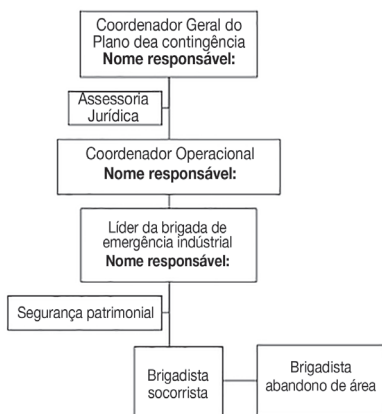 Coordenador Geral do
Plano dea contingência
Nome responsável:
Assessoria
Jurídica
Coordenador Operacional
Nome responsável:
Líder da brigada de
emergência indústrial
Nome responsável:
Segurança patrimonial
Brigadista
socorrista
Brigadista
abandono de área